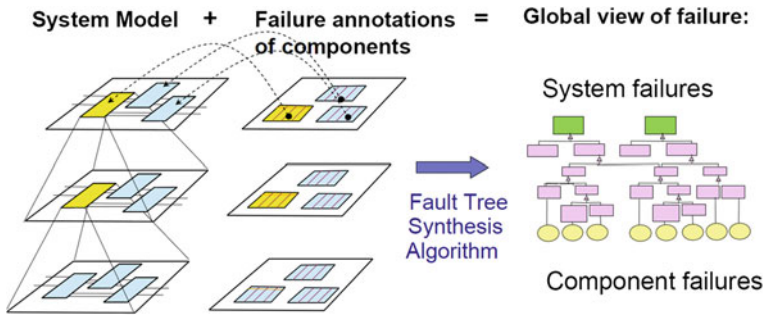 System Model + Failure annotations of components = Global view of failure:
System failures
Fault Tree
Synthesis
Algorithm
Component failures